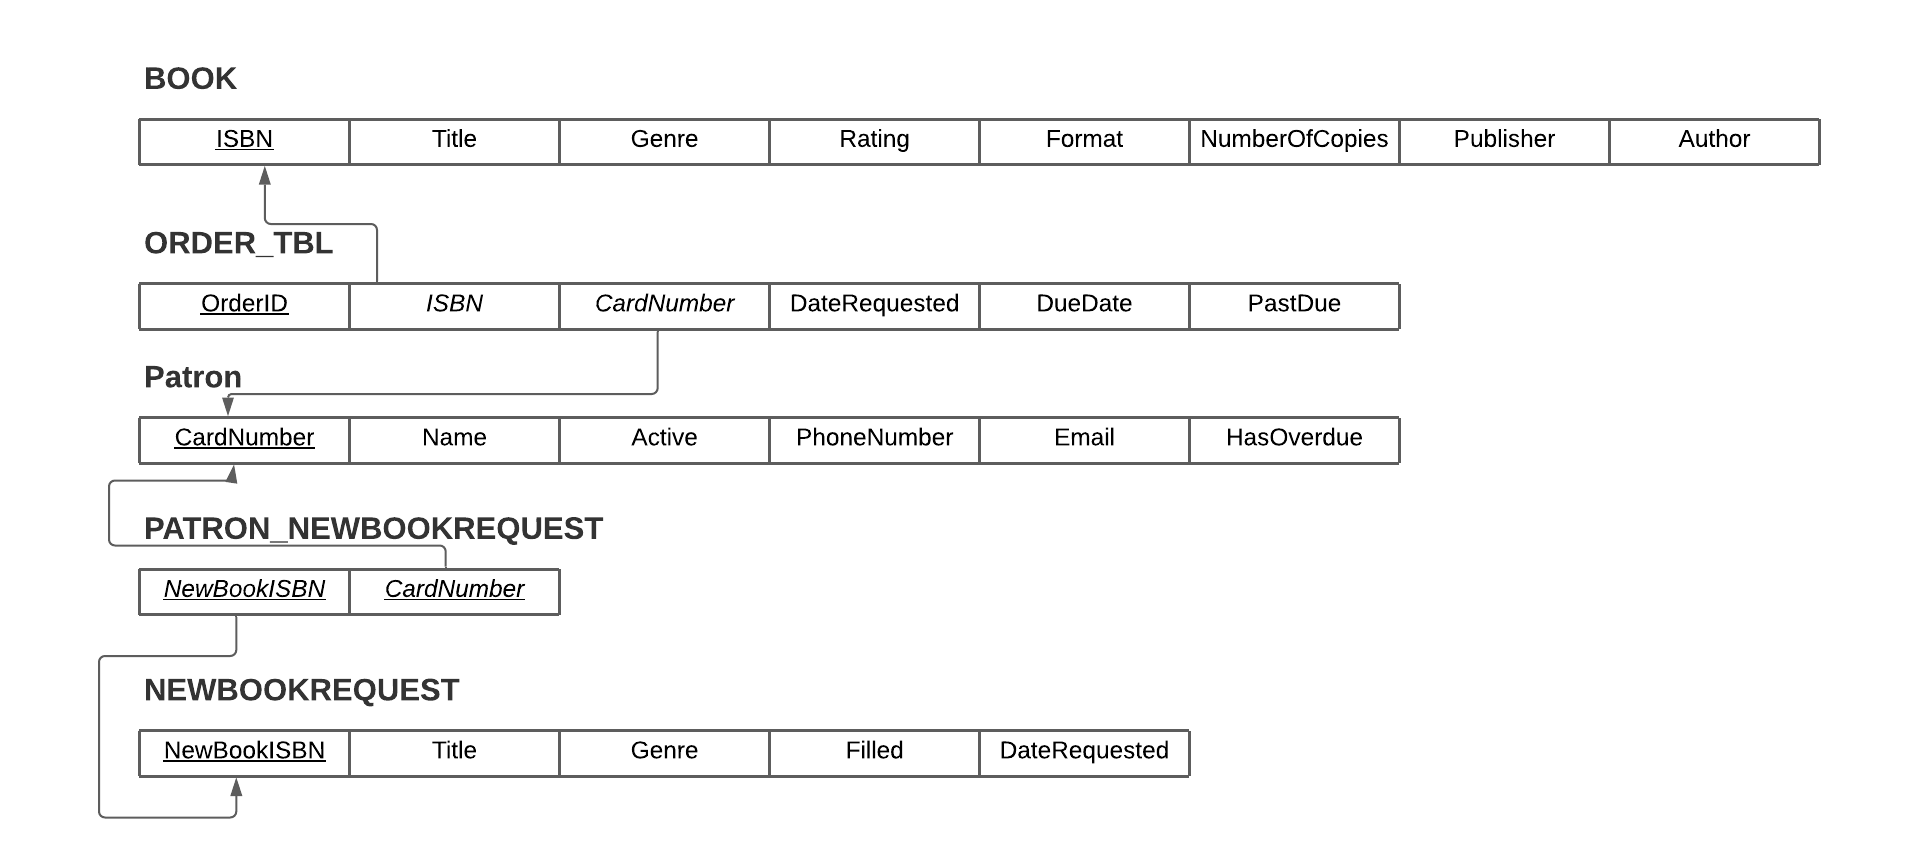 BOOK
ISBN Title Genre Rating Format NumberOfCopies Publisher Author
ORDER_TBL
OrderID ISBN CardNumber DateRequested DueDate PastDue
Patron
CardNumber Name Active PhoneNumber Email HasOverdue
PATRON_NEWBOOKREQUEST
NewBookISBN CardNumber
NEWBOOKREQUEST
NewBookISBN Title Genre Filled DateRequested